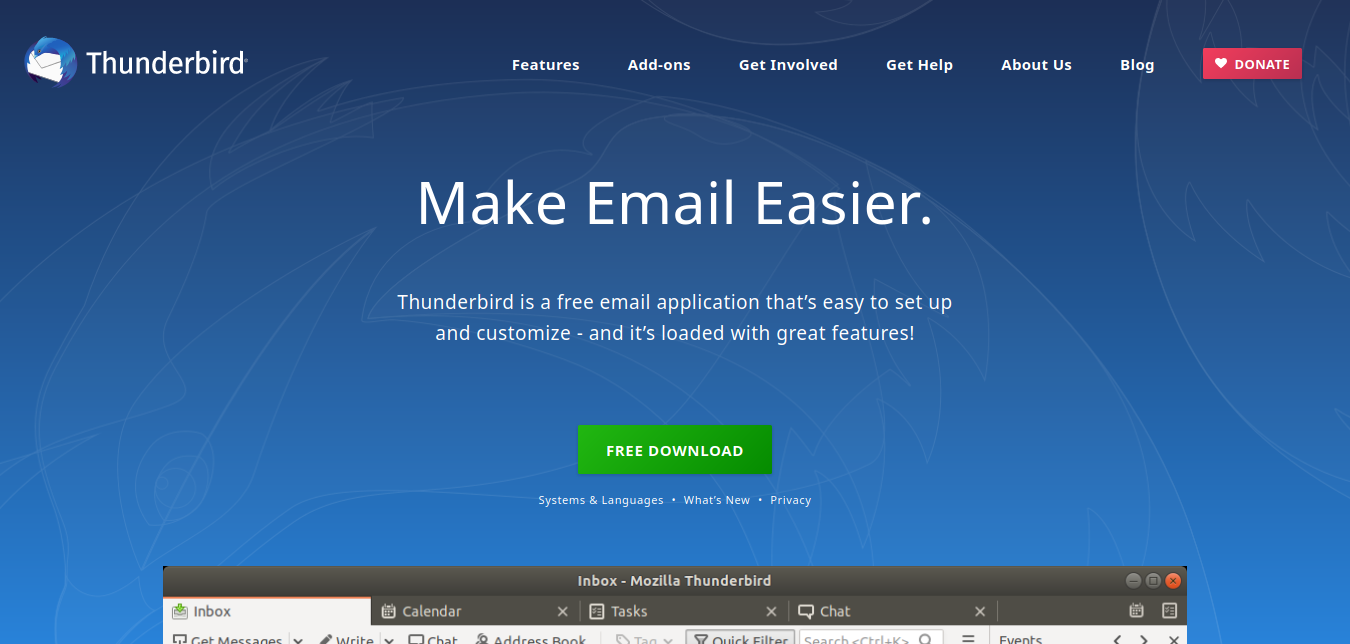 Thunderbird
Features Add-ons Get Involved Get Help About Us Blog DONATE
Make Email Easier.
Thunderbird is a free email application that’s easy to set up
and customize - and it’s loaded with great features!
FREE DOWNLOAD
Systems & Languages • What’s New • Privacy
Inbox - Mozilla Thunderbird
Inbox Calendar Tasks Chat
Get Messages Write Chat Address Book Tag Quick Filter Search <Ctrl+K> Events